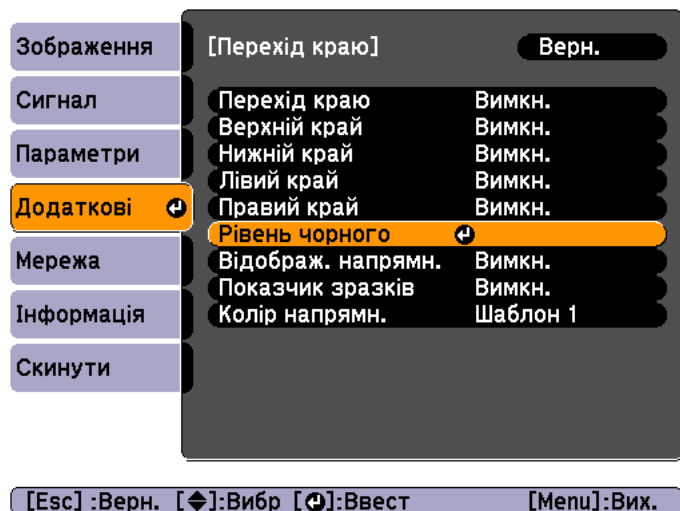 Зображення
Сигнал
Параметри
Додаткові
Мережа
Інформація
Скинути
[Перехід краю] Верн.
Перехід краю Вимкн.
Верхній край Вимкн.
Нижній край Вимкн.
Лівий край Вимкн.
Правий край Вимкн.
Рівень чорного
Відображ. напрямн. Вимкн.
Показчик зразків Вимкн.
Колір напрямн. Шаблон 1
[Esc] :Верн. [◆]:Вибр [⏎]:Ввест [Menu]:Вих.